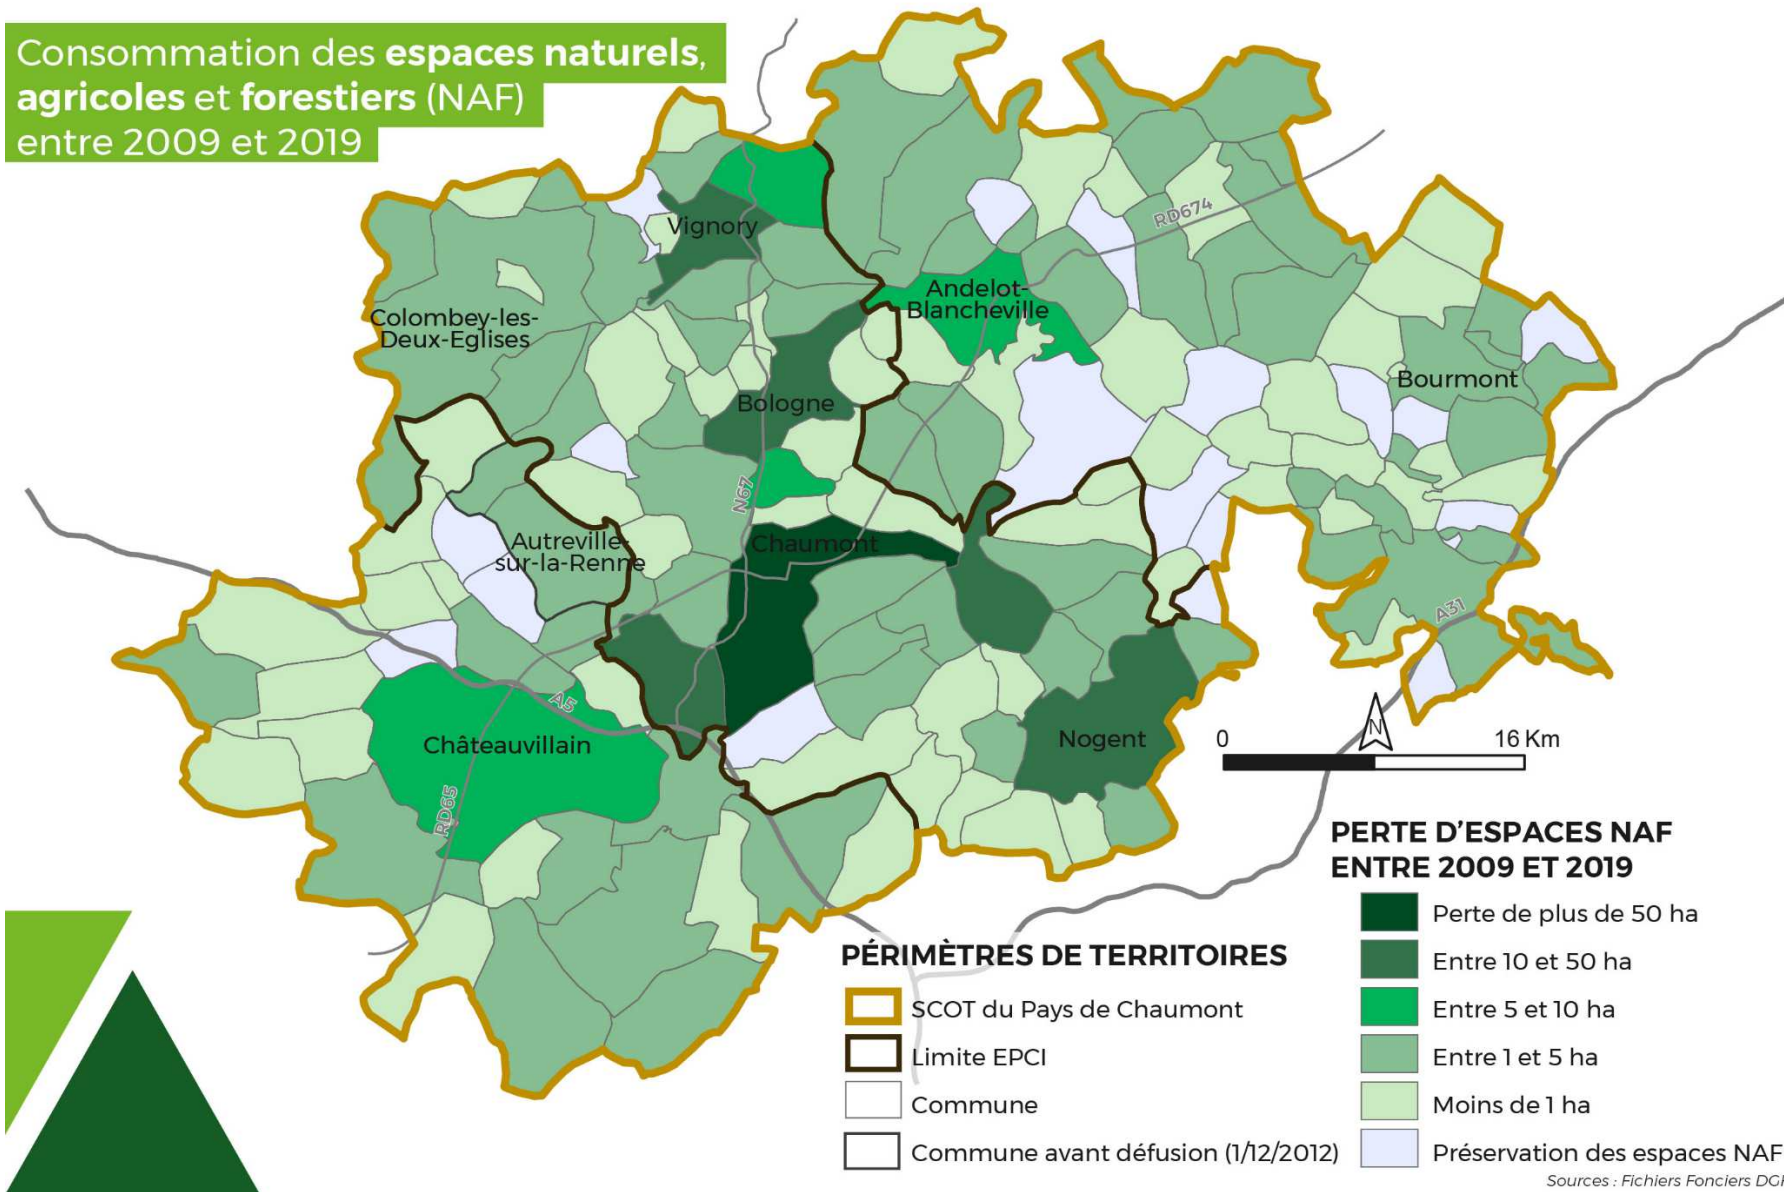 Consommation des espaces naturels,
agricoles et forestiers (NAF)
entre 2009 et 2019
Vignory
RD674
Andelot-
Blancheville
Colombey-les-
Deux-Eglises
Bourmont
Bologne
N67
Chaumont
Autreville-
sur-la-Renne
A31
A5
Châteauvillain
Nogent
RD65
N
0 16 Km
PERTE D’ESPACES NAF
ENTRE 2009 ET 2019
Perte de plus de 50 ha
Entre 10 et 50 ha
Entre 5 et 10 ha
Entre 1 et 5 ha
Moins de 1 ha
Préservation des espaces NAF
PÉRIMÈTRES DE TERRITOIRES
SCOT du Pays de Chaumont
Limite EPCI
Commune
Commune avant défusion (1/12/2012)
Sources : Fichiers Fonciers